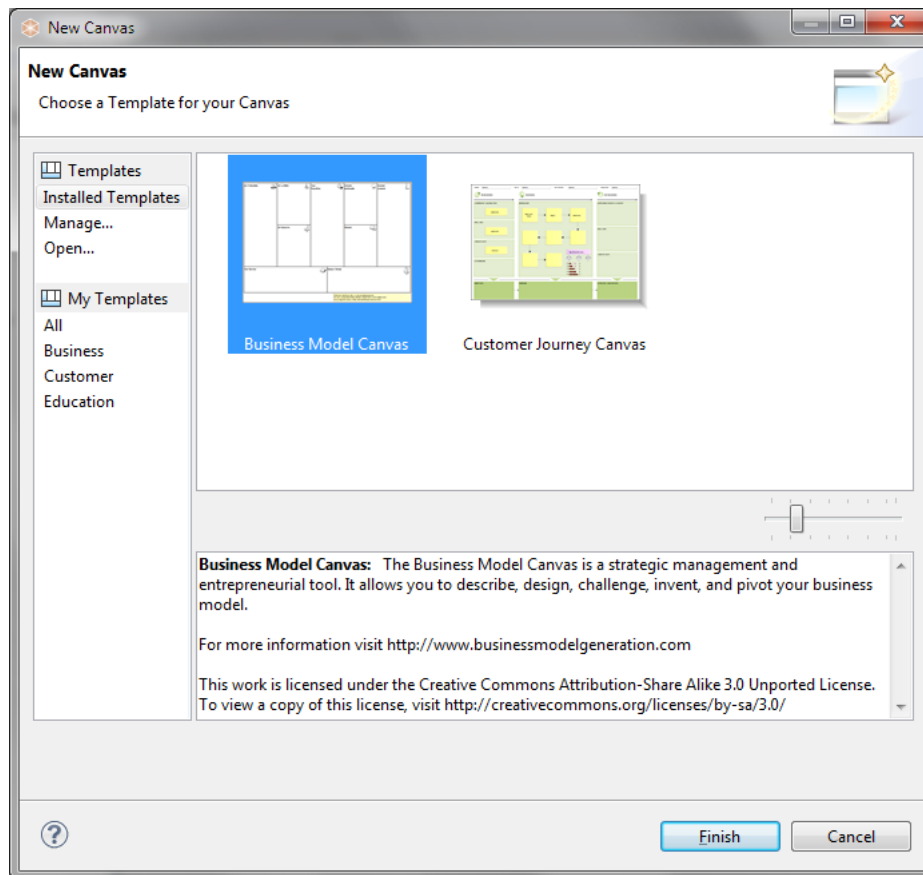 New Canvas
New Canvas
Choose a Template for your Canvas
Templates
Installed Templates
Manage...
Open...
My Templates
All
Business
Customer
Education
Business Model Canvas
Customer Journey Canvas
Business Model Canvas:   The Business Model Canvas is a strategic management and
entrepreneurial tool. It allows you to describe, design, challenge, invent, and pivot your business
model.
For more information visit http://www.businessmodelgeneration.com
This work is licensed under the Creative Commons Attribution-Share Alike 3.0 Unported License.
To view a copy of this license, visit http://creativecommons.org/licenses/by-sa/3.0/
Finish
Cancel